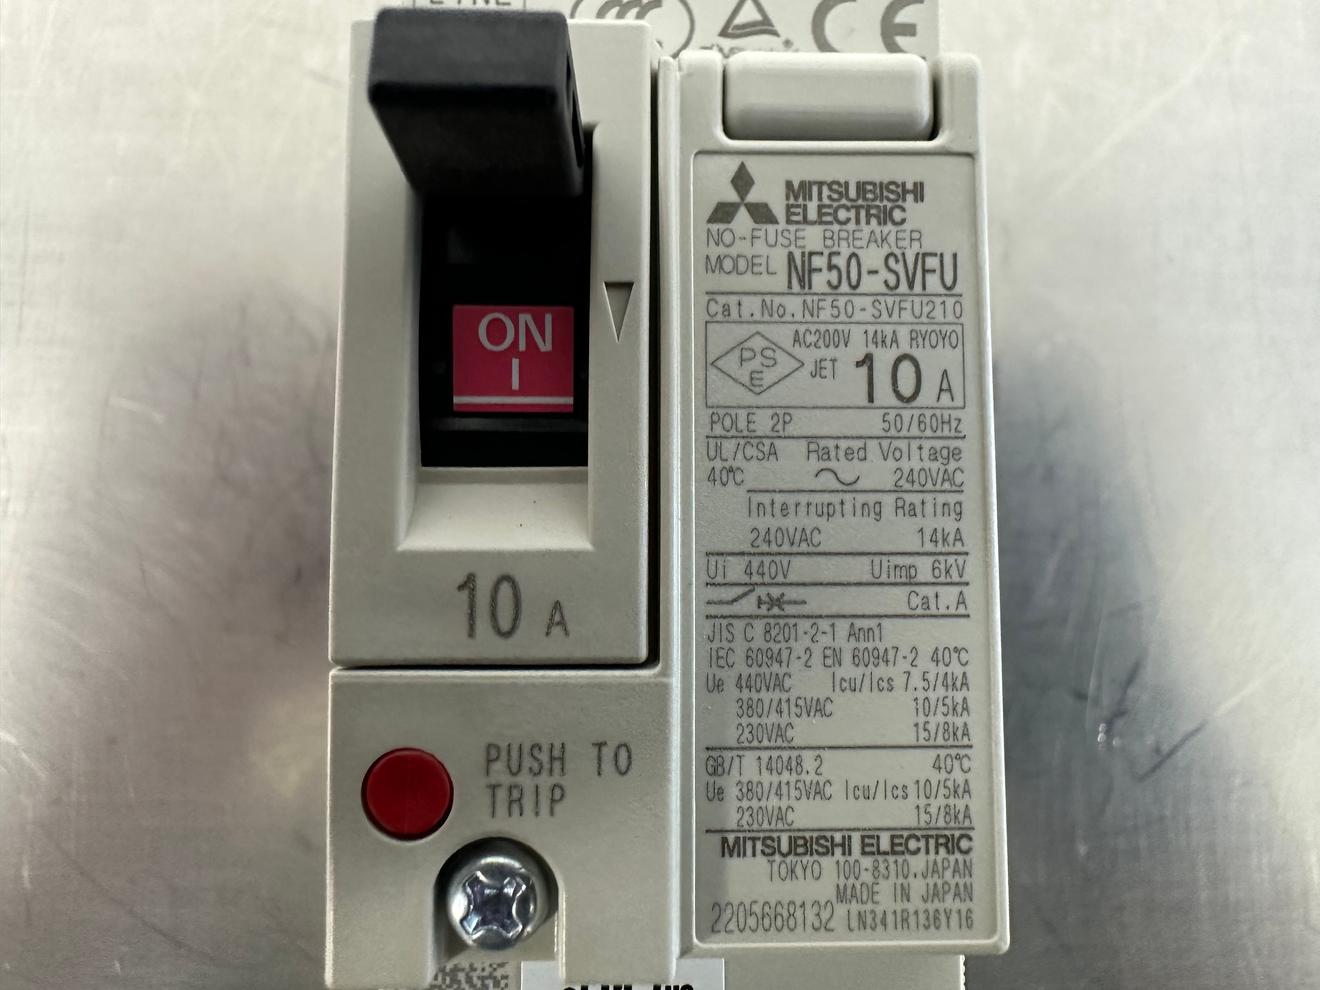 LINE
CE
ON
I
10 A
PUSH TO
TRIP
MITSUBISHI
ELECTRIC
NO-FUSE BREAKER
MODEL NF50-SVFU
Cat.No.NF50-SVFU210
PS
E
AC200V 14kA RYOYO
JET 10 A
POLE 2P 50/60Hz
UL/CSA Rated Voltage
40℃ 240VAC
Interrupting Rating
240VAC 14kA
Ui 440V Uimp 6kV
Cat.A
JIS C 8201-2-1 Ann1
IEC 60947-2 EN 60947-2 40℃
Ue 440VAC Icu/Ics 7.5/4kA
380/415VAC 10/5kA
230VAC 15/8kA
GB/T 14048.2 40℃
Ue 380/415VAC Icu/Ics 10/5kA
230VAC 15/8kA
MITSUBISHI ELECTRIC
TOKYO 100-8310.JAPAN
MADE IN JAPAN
2205668132 LN341R136Y16